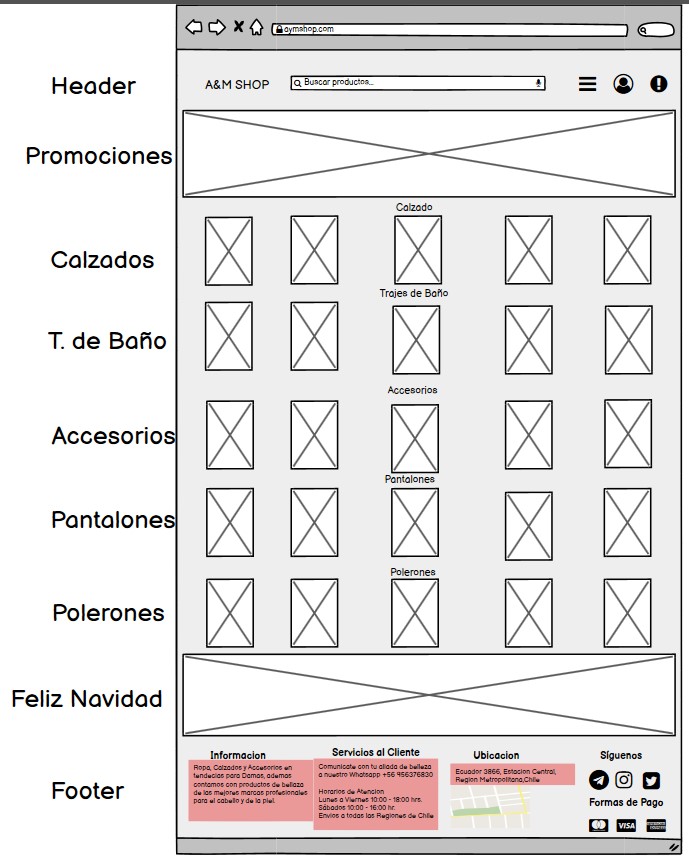 aymshop.com
Header
A&M SHOP
Buscar productos...
Promociones
Calzado
Calzados
Trajes de Baño
T. de Baño
Accesorios
Accesorios
Pantalones
Pantalones
Polerones
Polerones
Feliz Navidad
Footer
Informacion
Ropa, Calzados y Accesorios en
tendecias para Damas, ademas
contamos con productos de bellaza
de las mejores marcas profesionales
para el cabello y de la piel.
Servicios al Cliente
Comunicate con tu aliada de belleza
a nuestro Whatsapp +56 956376830
Horarios de Atencion
Lunes a Viernes 10:00 - 18:00 hrs.
Sábados 10:00 - 16:00 hr
Envios a todas las Regiones de Chile
Ubicacion
Ecuador 3866, Estacion Central,
Region Metropolitana,Chile
Síguenos
Formas de Pago
VISA